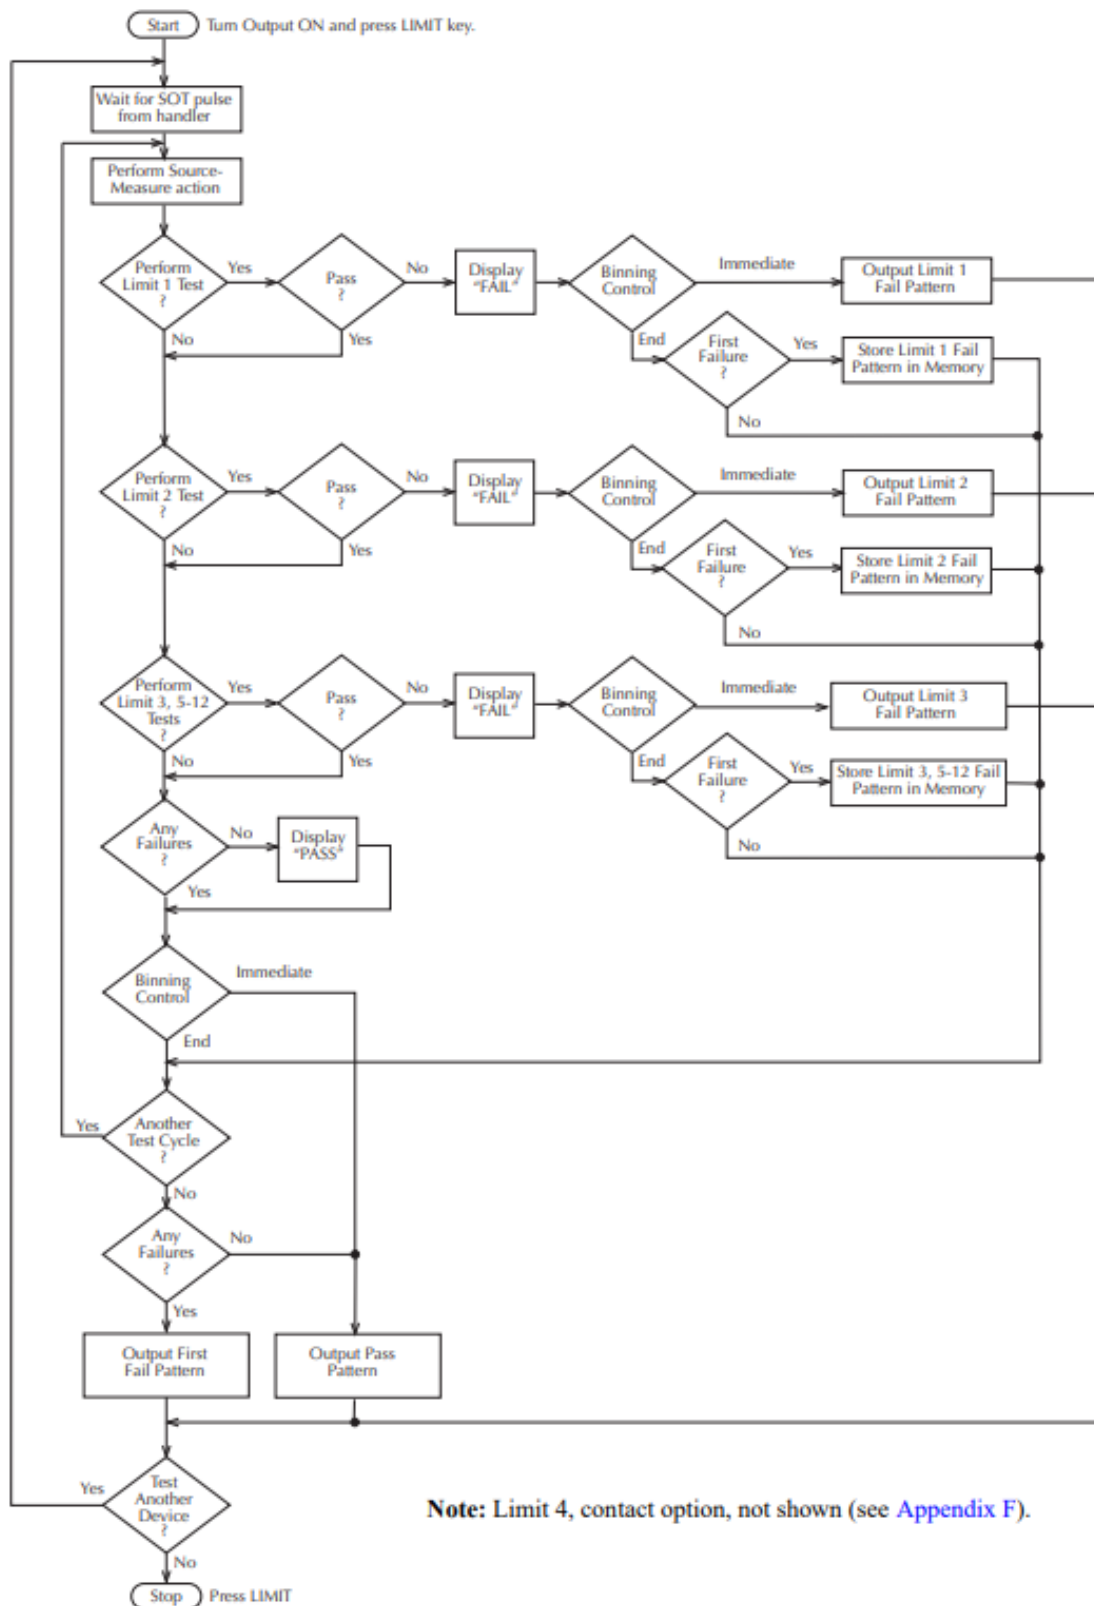 Start
Turn Output ON and press LIMIT key.
Wait for SOT pulse
from handler
Perform Source-
Measure action
Perform
Limit 1 Test
?
Yes
No
Pass
?
No
Yes
Display
"FAIL"
Binning
Control
Immediate
End
Output Limit 1
Fail Pattern
First
Failure
?
Yes
No
Store Limit 1 Fail
Pattern in Memory
Perform
Limit 2 Test
?
Yes
No
Pass
?
No
Yes
Display
"FAIL"
Binning
Control
Immediate
End
Output Limit 2
Fail Pattern
First
Failure
?
Yes
No
Store Limit 2 Fail
Pattern in Memory
Perform
Limit 3, 5-12
Tests
?
Yes
No
Pass
?
No
Yes
Display
"FAIL"
Binning
Control
Immediate
End
Output Limit 3
Fail Pattern
First
Failure
?
Yes
No
Store Limit 3, 5-12 Fail
Pattern in Memory
Any
Failures
?
No
Yes
Display
"PASS"
Binning
Control
Immediate
End
Another
Test Cycle
?
Yes
No
Any
Failures
?
No
Yes
Output First
Fail Pattern
Output Pass
Pattern
Test
Another
Device
?
Yes
No
Note: Limit 4, contact option, not shown (see Appendix F).
Stop
Press LIMIT